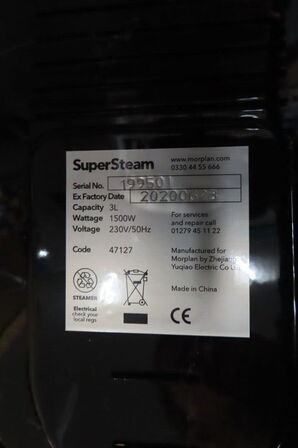 SuperSteam
www.morplan.com
0330 44 55 666
Serial No. 199501
Ex Factory Date
Capacity 3L
Wattage 1500W
Voltage 230V/50Hz
For services
and repair call
01279 45 11 22
Code 47127
Manufactured for
Morplan by Zhejiang
Yuqiao Electric Co Ltd
Made in China
STEAMER
Electrical
check your
local regs
CE